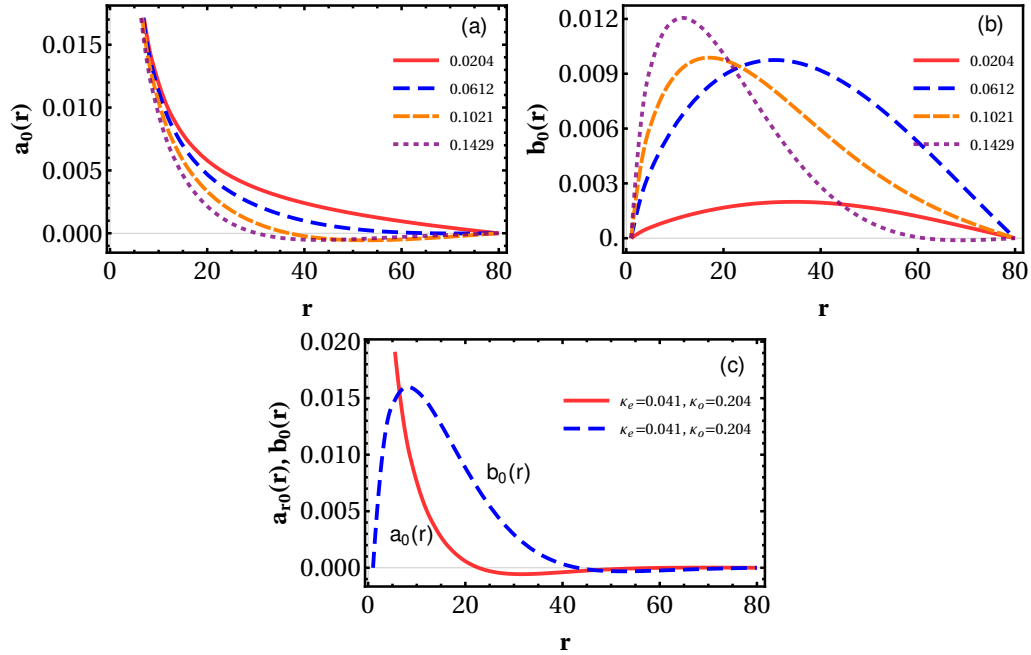 (a)
0.015
0.010
0.005
0.000
a₀(r)
0.0204
0.0612
0.1021
0.1429
0 20 40 60 80
r
(b)
0.012
0.009
0.006
0.003
0
b₀(r)
0.0204
0.0612
0.1021
0.1429
0 20 40 60 80
r
(c)
0.020
0.015
0.010
0.005
0.000
a_r0(r), b₀(r)
κₑ=0.041, κₒ=0.204
κₑ=0.041, κₒ=0.204
b₀(r)
a₀(r)
0 20 40 60 80
r